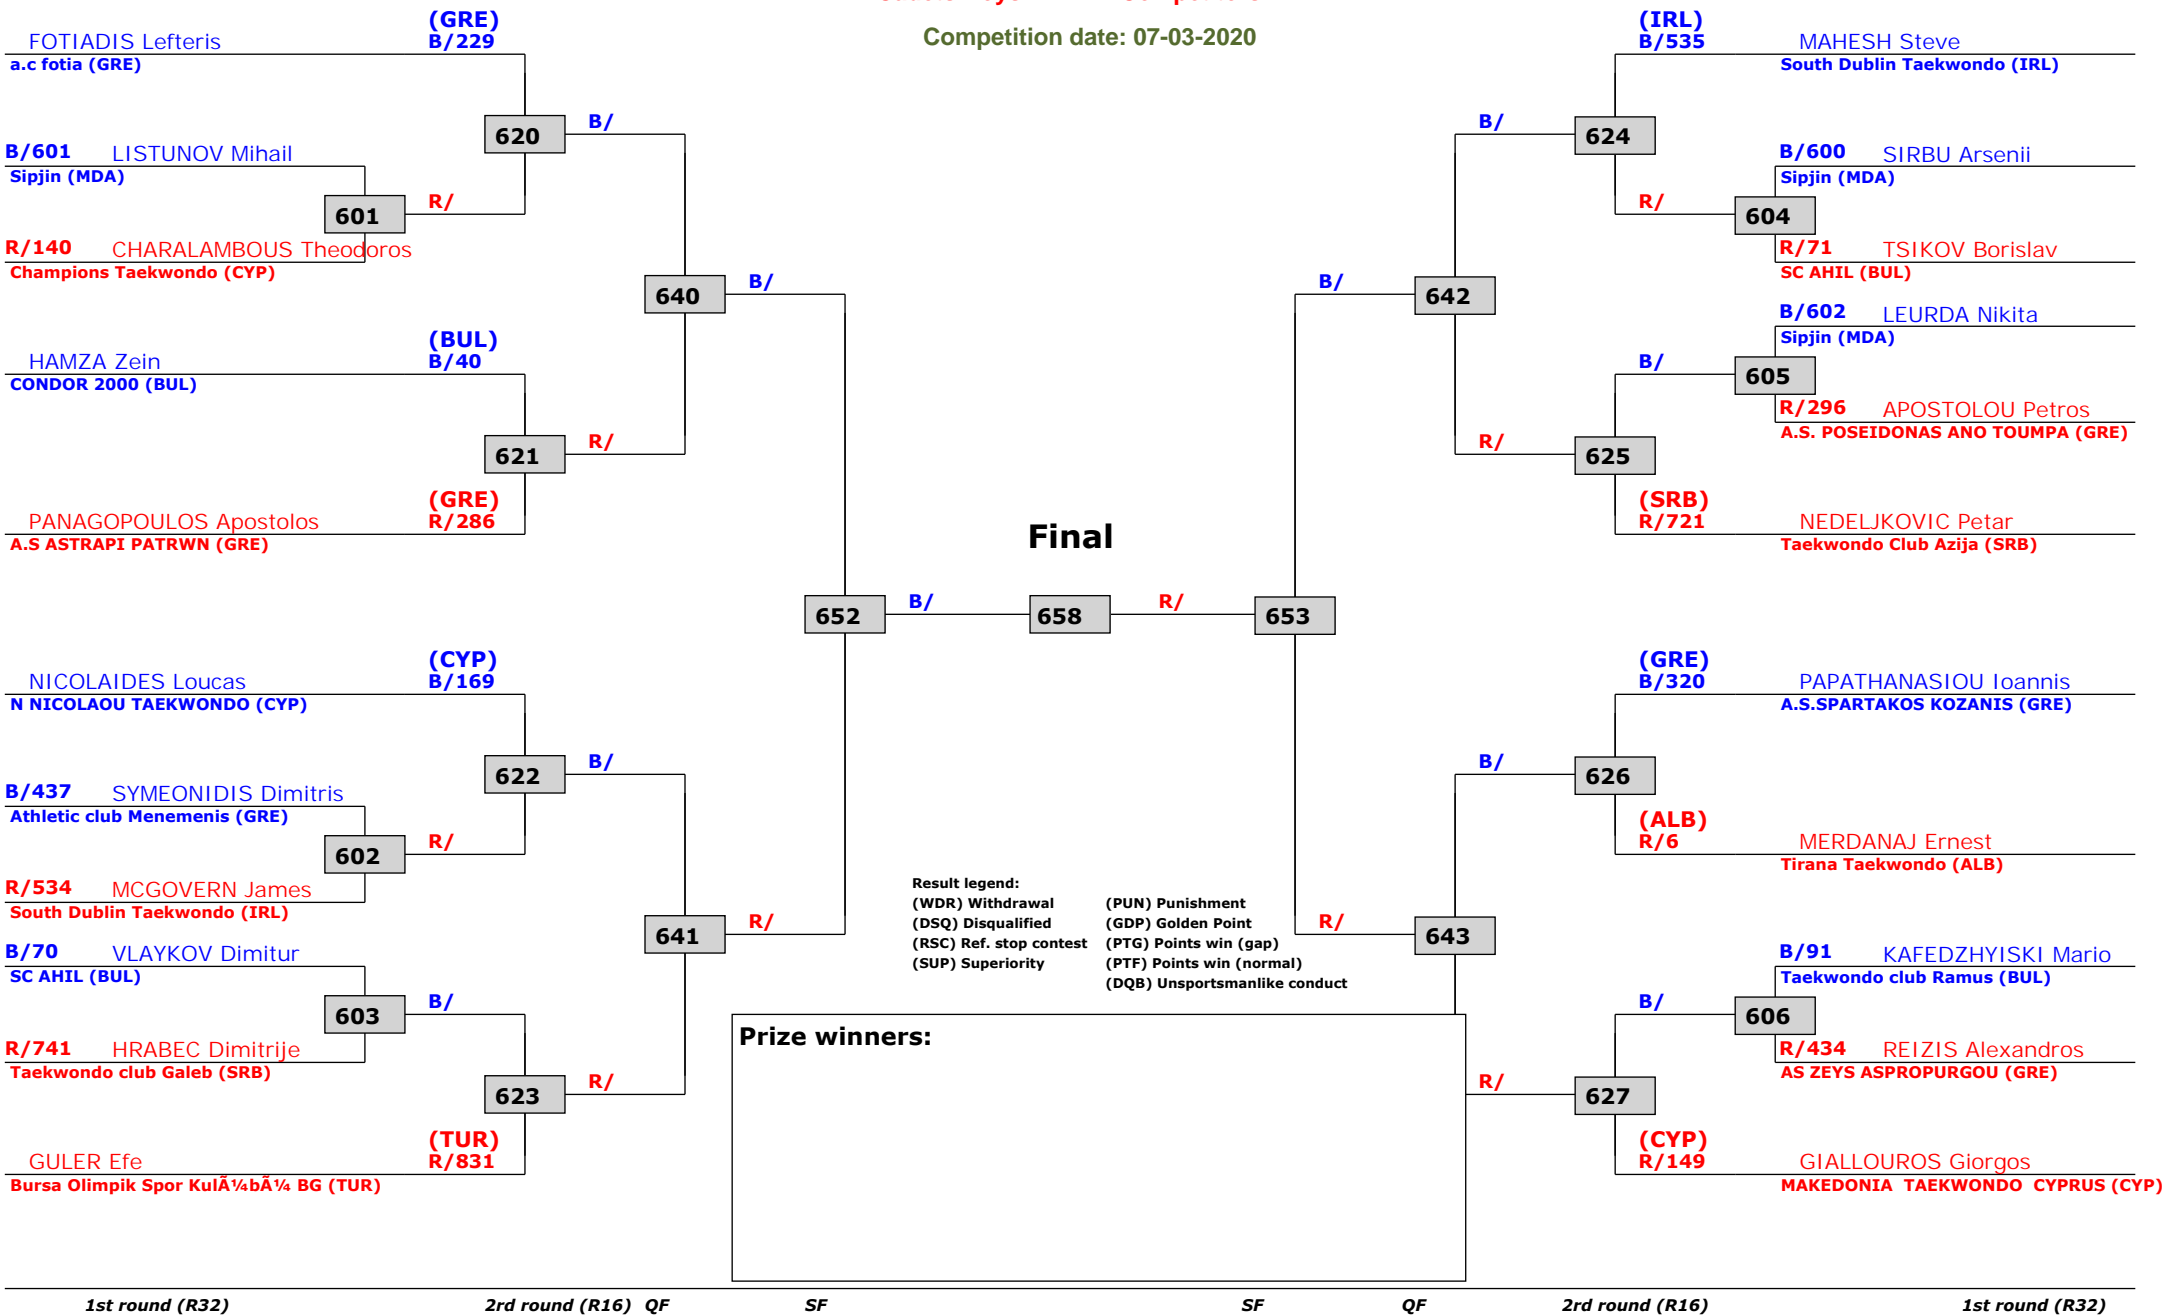 Competition date: 07-03-2020
(GRE)
FOTIADIS Lefteris B/229
a.c fotia (GRE)
620
B/
B/601 LISTUNOV Mihail
Sipjin (MDA)
601
R/
R/140 CHARALAMBOUS Theodoros
Champions Taekwondo (CYP)
640
B/
(BUL)
HAMZA Zein B/40
CONDOR 2000 (BUL)
621
R/
(GRE)
PANAGOPOULOS Apostolos R/286
A.S ASTRAPI PATRWN (GRE)
652
B/
(CYP)
NICOLAIDES Loucas B/169
N NICOLAOU TAEKWONDO (CYP)
622
B/
B/437 SYMEONIDIS Dimitris
Athletic club Menemenis (GRE)
602
R/
R/534 MCGOVERN James
South Dublin Taekwondo (IRL)
641
R/
B/70 VLAYKOV Dimitur
SC AHIL (BUL)
603
B/
R/741 HRABEC Dimitrije
Taekwondo club Galeb (SRB)
623
R/
(TUR)
GULER Efe R/831
Bursa Olimpik Spor KulÃ¼bÃ¼ BG (TUR)
Final
658
R/
653
(IRL)
B/535 MAHESH Steve
South Dublin Taekwondo (IRL)
B/
624
B/600 SIRBU Arsenii
Sipjin (MDA)
R/
604
R/71 TSIKOV Borislav
SC AHIL (BUL)
B/
642
B/602 LEURDA Nikita
Sipjin (MDA)
B/
605
R/296 APOSTOLOU Petros
A.S. POSEIDONAS ANO TOUMPA (GRE)
R/
625
(SRB)
R/721 NEDELJKOVIC Petar
Taekwondo Club Azija (SRB)
(GRE)
B/320 PAPATHANASIOU Ioannis
A.S.SPARTAKOS KOZANIS (GRE)
B/
626
(ALB)
R/6 MERDANAJ Ernest
Tirana Taekwondo (ALB)
R/
643
B/91 KAFEDZHYISKI Mario
Taekwondo club Ramus (BUL)
B/
606
R/434 REIZIS Alexandros
AS ZEYS ASPROPURGOU (GRE)
R/
627
(CYP)
R/149 GIALLOUROS Giorgos
MAKEDONIA TAEKWONDO CYPRUS (CYP)
Result legend:
(WDR) Withdrawal (PUN) Punishment
(DSQ) Disqualified (GDP) Golden Point
(RSC) Ref. stop contest (PTG) Points win (gap)
(SUP) Superiority (PTF) Points win (normal)
(DQB) Unsportsmanlike conduct
Prize winners:
1st round (R32) 2rd round (R16) QF SF SF QF 2rd round (R16) 1st round (R32)